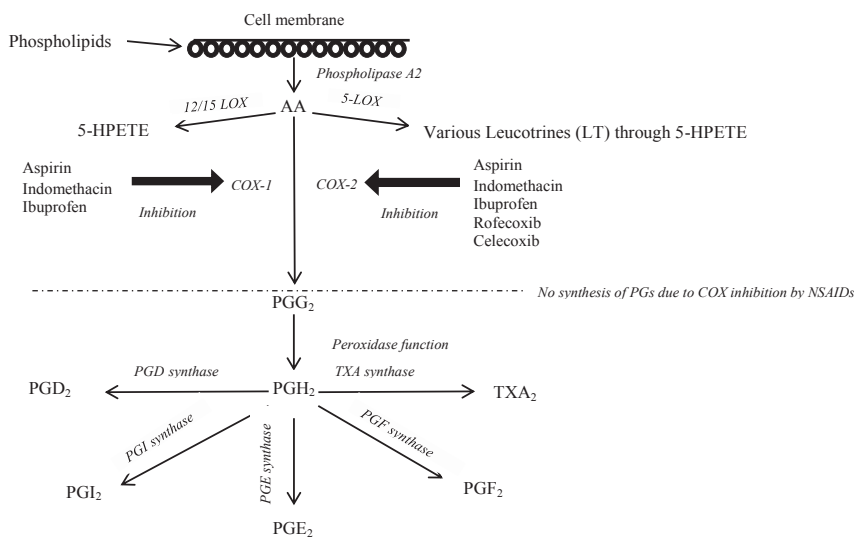 Cell membrane
Phospholipids
Phospholipase A2
12/15 LOX
AA
5-LOX
5-HPETE
Various Leucotrines (LT) through 5-HPETE
Aspirin
Indomethacin
Ibuprofen
COX-1
Inhibition
COX-2
Inhibition
Aspirin
Indomethacin
Ibuprofen
Rofecoxib
Celecoxib
No synthesis of PGs due to COX inhibition by NSAIDs
PGG₂
Peroxidase function
PGD synthase
TXA synthase
PGD₂
PGH₂
TXA₂
PGI synthase
PGE synthase
PGF synthase
PGI₂
PGF₂
PGE₂